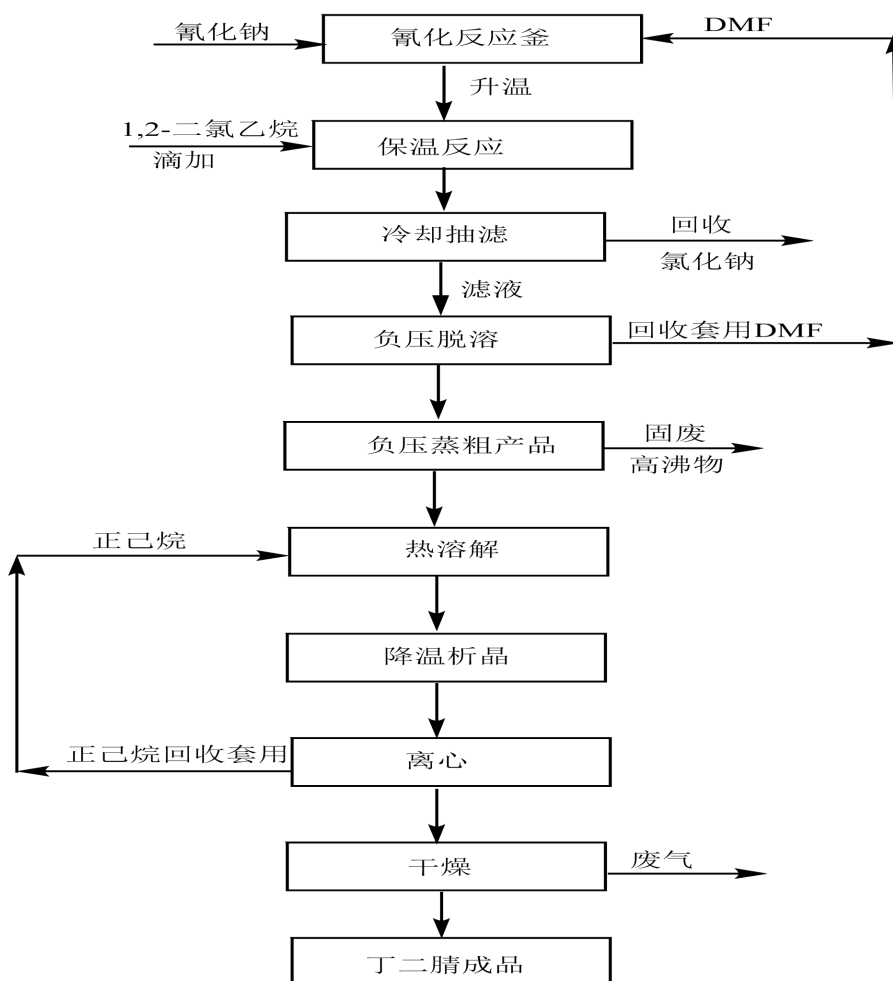 氰化钠
氰化反应釜
DMF
升温
1,2-二氯乙烷
滴加
保温反应
冷却抽滤
回收
氯化钠
滤液
负压脱溶
回收套用DMF
负压蒸粗产品
固废
高沸物
正己烷
热溶解
降温析晶
正己烷回收套用
离心
干燥
废气
丁二腈成品